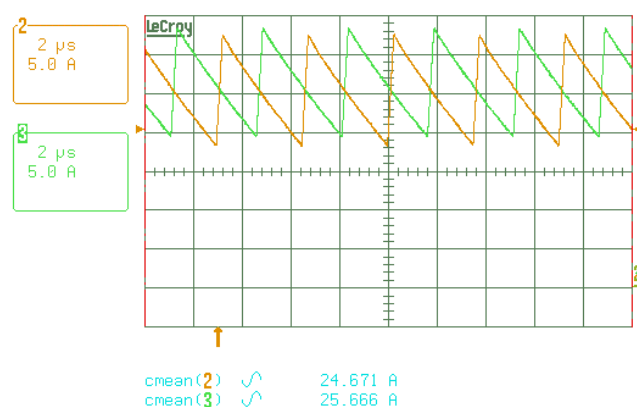 LeCroy
2
2 µs
5.0 A
3
2 µs
5.0 A
cmean(2) 24.671 A
cmean(3) 25.666 A